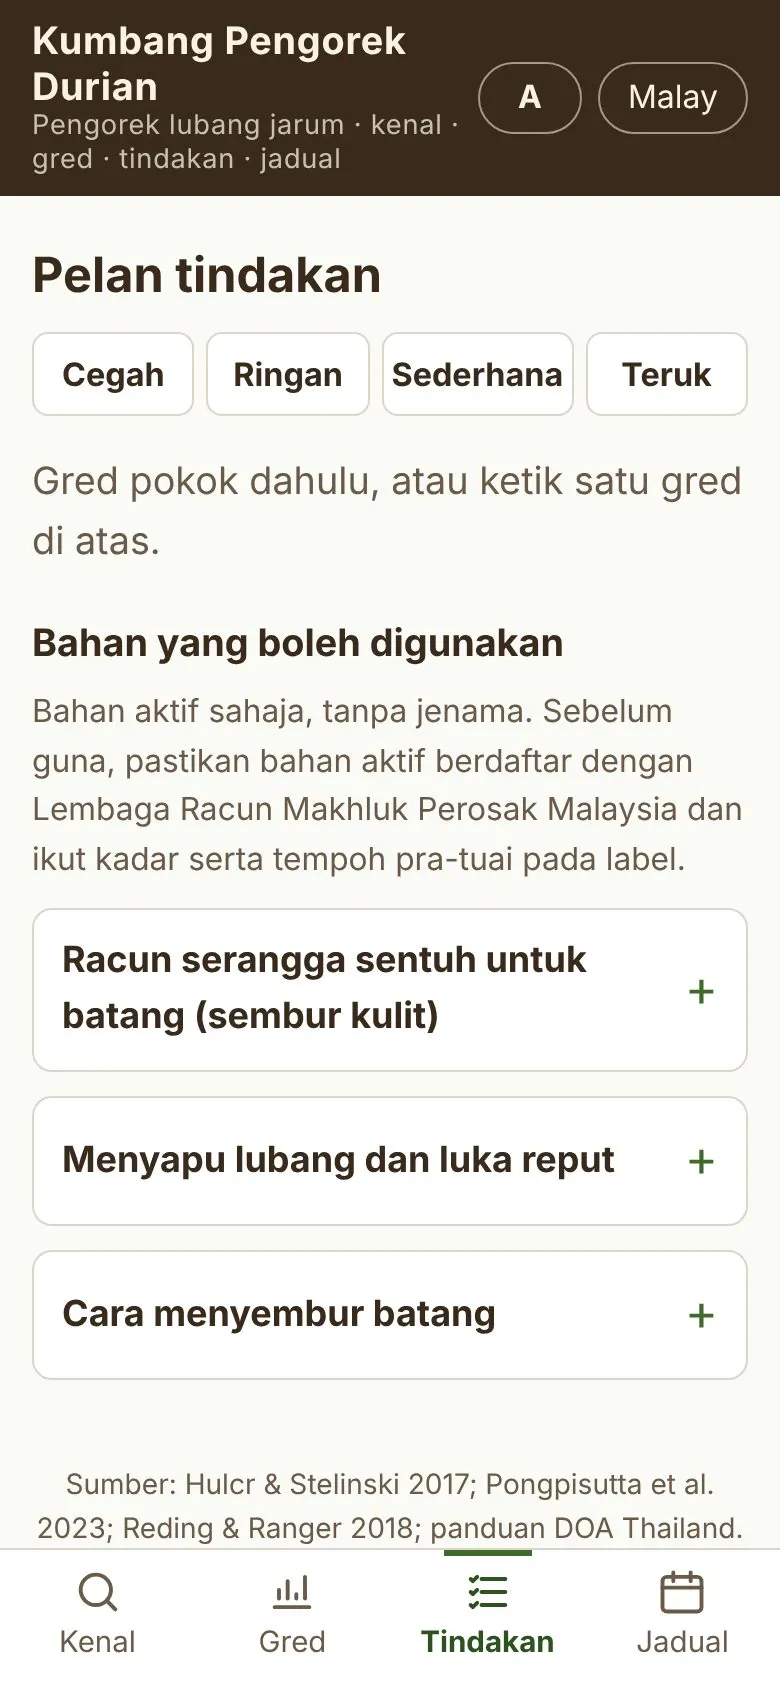 Kumbang Pengorek
Durian
Pengorek lubang jarum · kenal ·
gred · tindakan · jadual
A
Malay
Pelan tindakan
Cegah
Ringan
Sederhana
Teruk
Gred pokok dahulu, atau ketik satu gred
di atas.
Bahan yang boleh digunakan
Bahan aktif sahaja, tanpa jenama. Sebelum
guna, pastikan bahan aktif berdaftar dengan
Lembaga Racun Makhluk Perosak Malaysia dan
ikut kadar serta tempoh pra-tuai pada label.
Racun serangga sentuh untuk
batang (sembur kulit)
+
Menyapu lubang dan luka reput
+
Cara menyembur batang
+
Sumber: Hulcr & Stelinski 2017; Pongpisutta et al.
2023; Reding & Ranger 2018; panduan DOA Thailand.
Kenal
Gred
Tindakan
Jadual